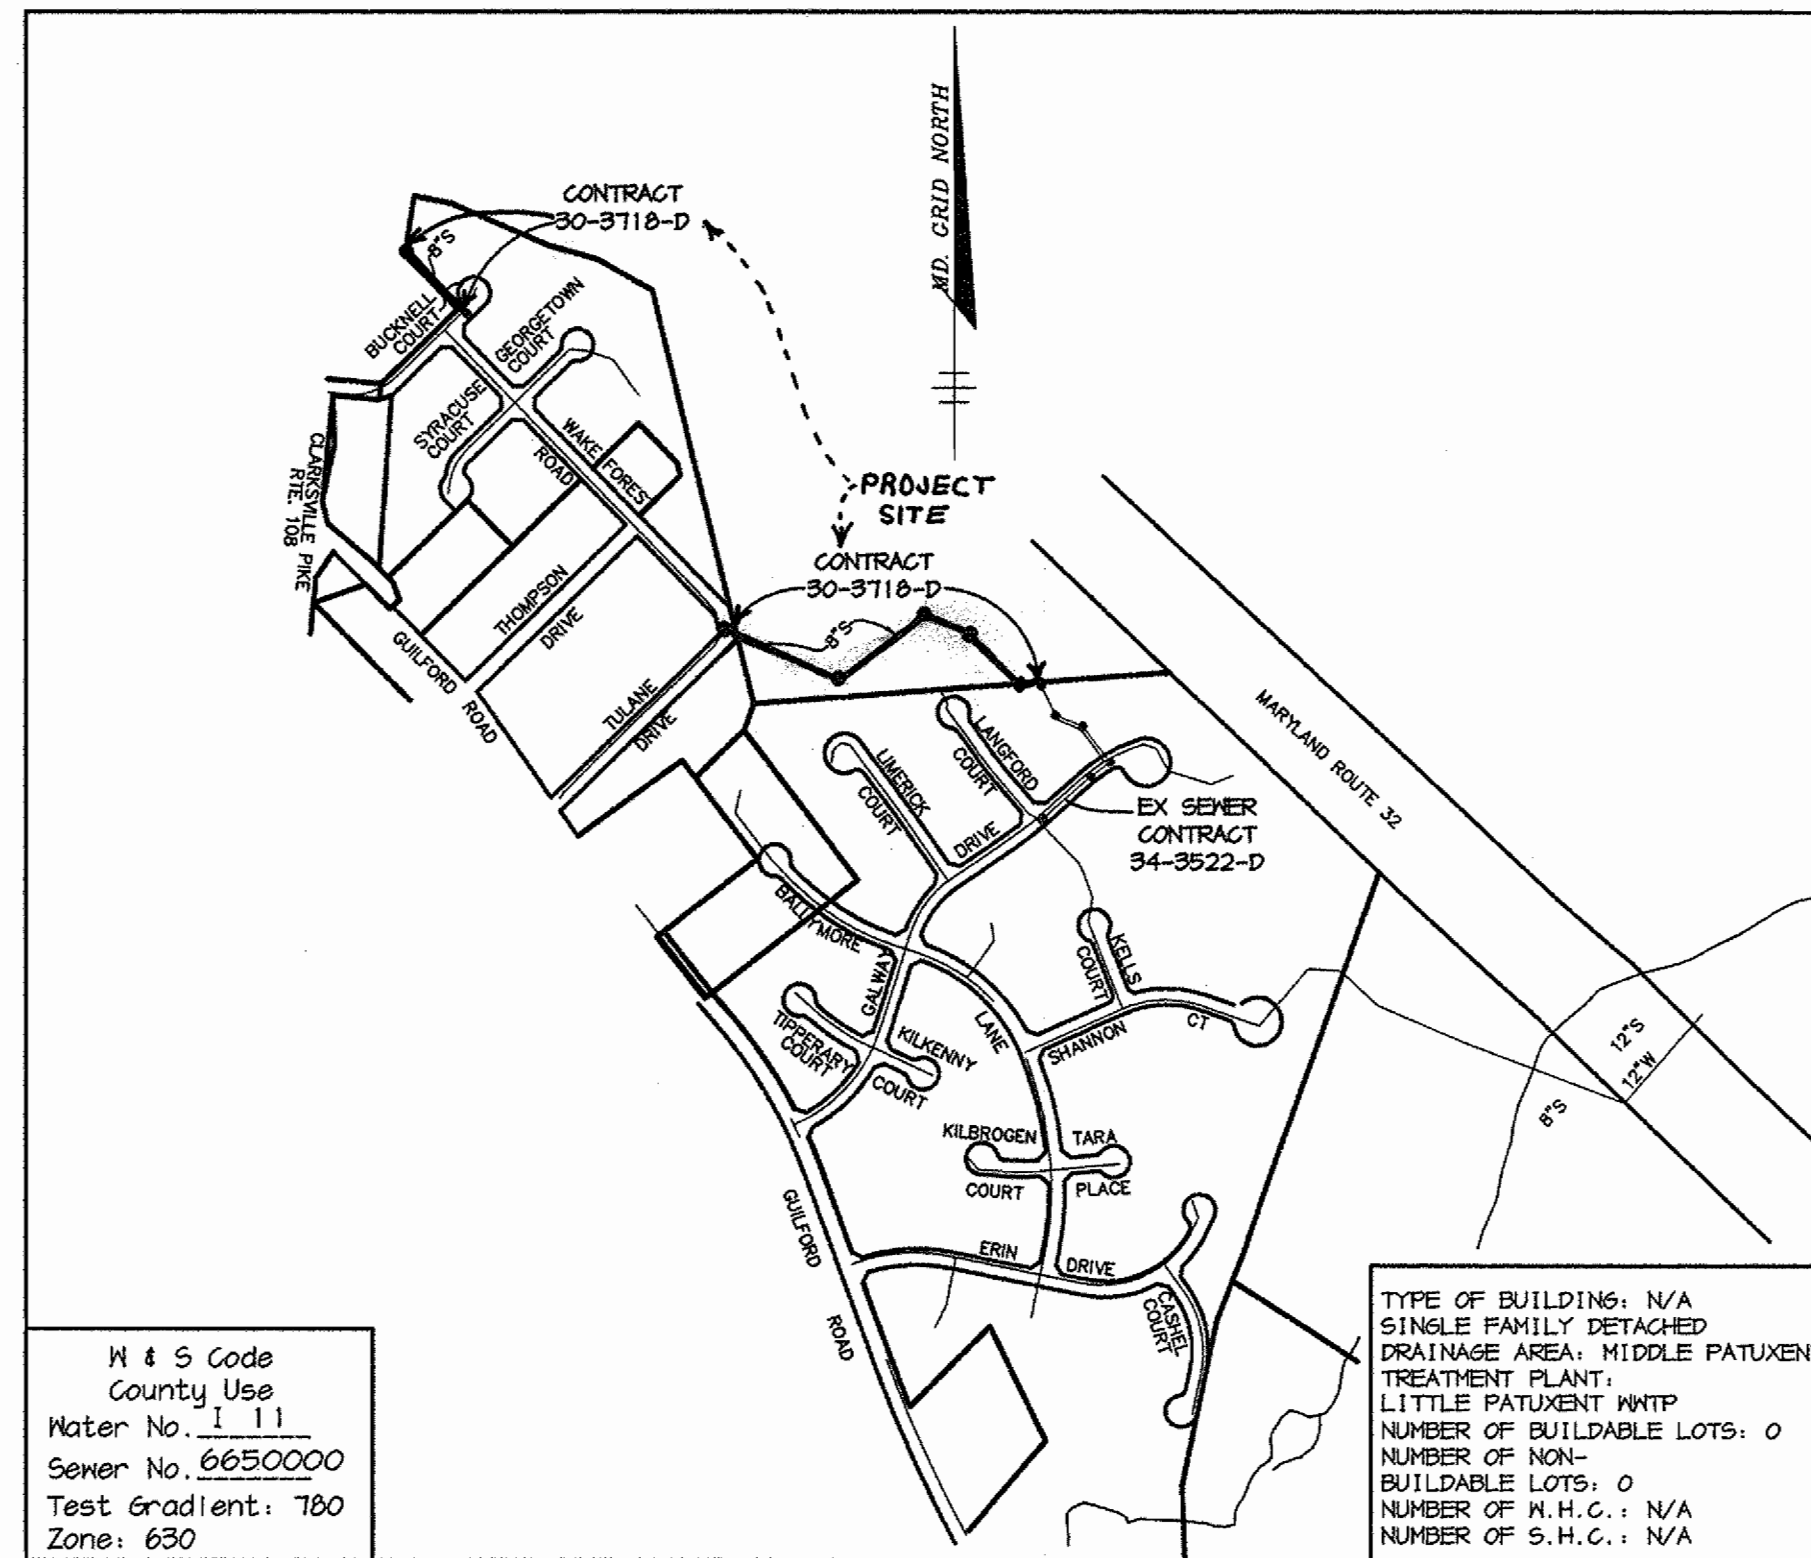 MD. GRID NORTH
CONTRACT
30-3718-D
8"S
BUCKNELL
COURT
GEORGETOWN
COURT
SYRACUSE
COURT
WAKE FOREST
ROAD
CLARKSVILLE PIKE
RTE. 108
PROJECT
SITE
CONTRACT
30-3718-D
8"S
THOMPSON
DRIVE
GUILFORD
ROAD
TULANE
DRIVE
MARYLAND ROUTE 32
LANGFORD
COURT
LIMERICK
COURT
DRIVE
EX SEWER
CONTRACT
34-3522-D
BALLYMORE
GALWAY
LANE
KELLS
COURT
SHANNON
CT
TIPPERARY
COURT
KILKENNY
COURT
12"S
12"W
8"S
KILBROGEN
COURT
TARA
PLACE
GUILFORD
ROAD
ERIN
DRIVE
CASHEL
COURT
W & S Code
County Use
Water No. I 11
Sewer No. 6650000
Test Gradient: 780
Zone: 630
TYPE OF BUILDING: N/A
SINGLE FAMILY DETACHED
DRAINAGE AREA: MIDDLE PATUXEN
TREATMENT PLANT:
LITTLE PATUXENT WWTP
NUMBER OF BUILDABLE LOTS: 0
NUMBER OF NON-
BUILDABLE LOTS: 0
NUMBER OF W.H.C.: N/A
NUMBER OF S.H.C.: N/A